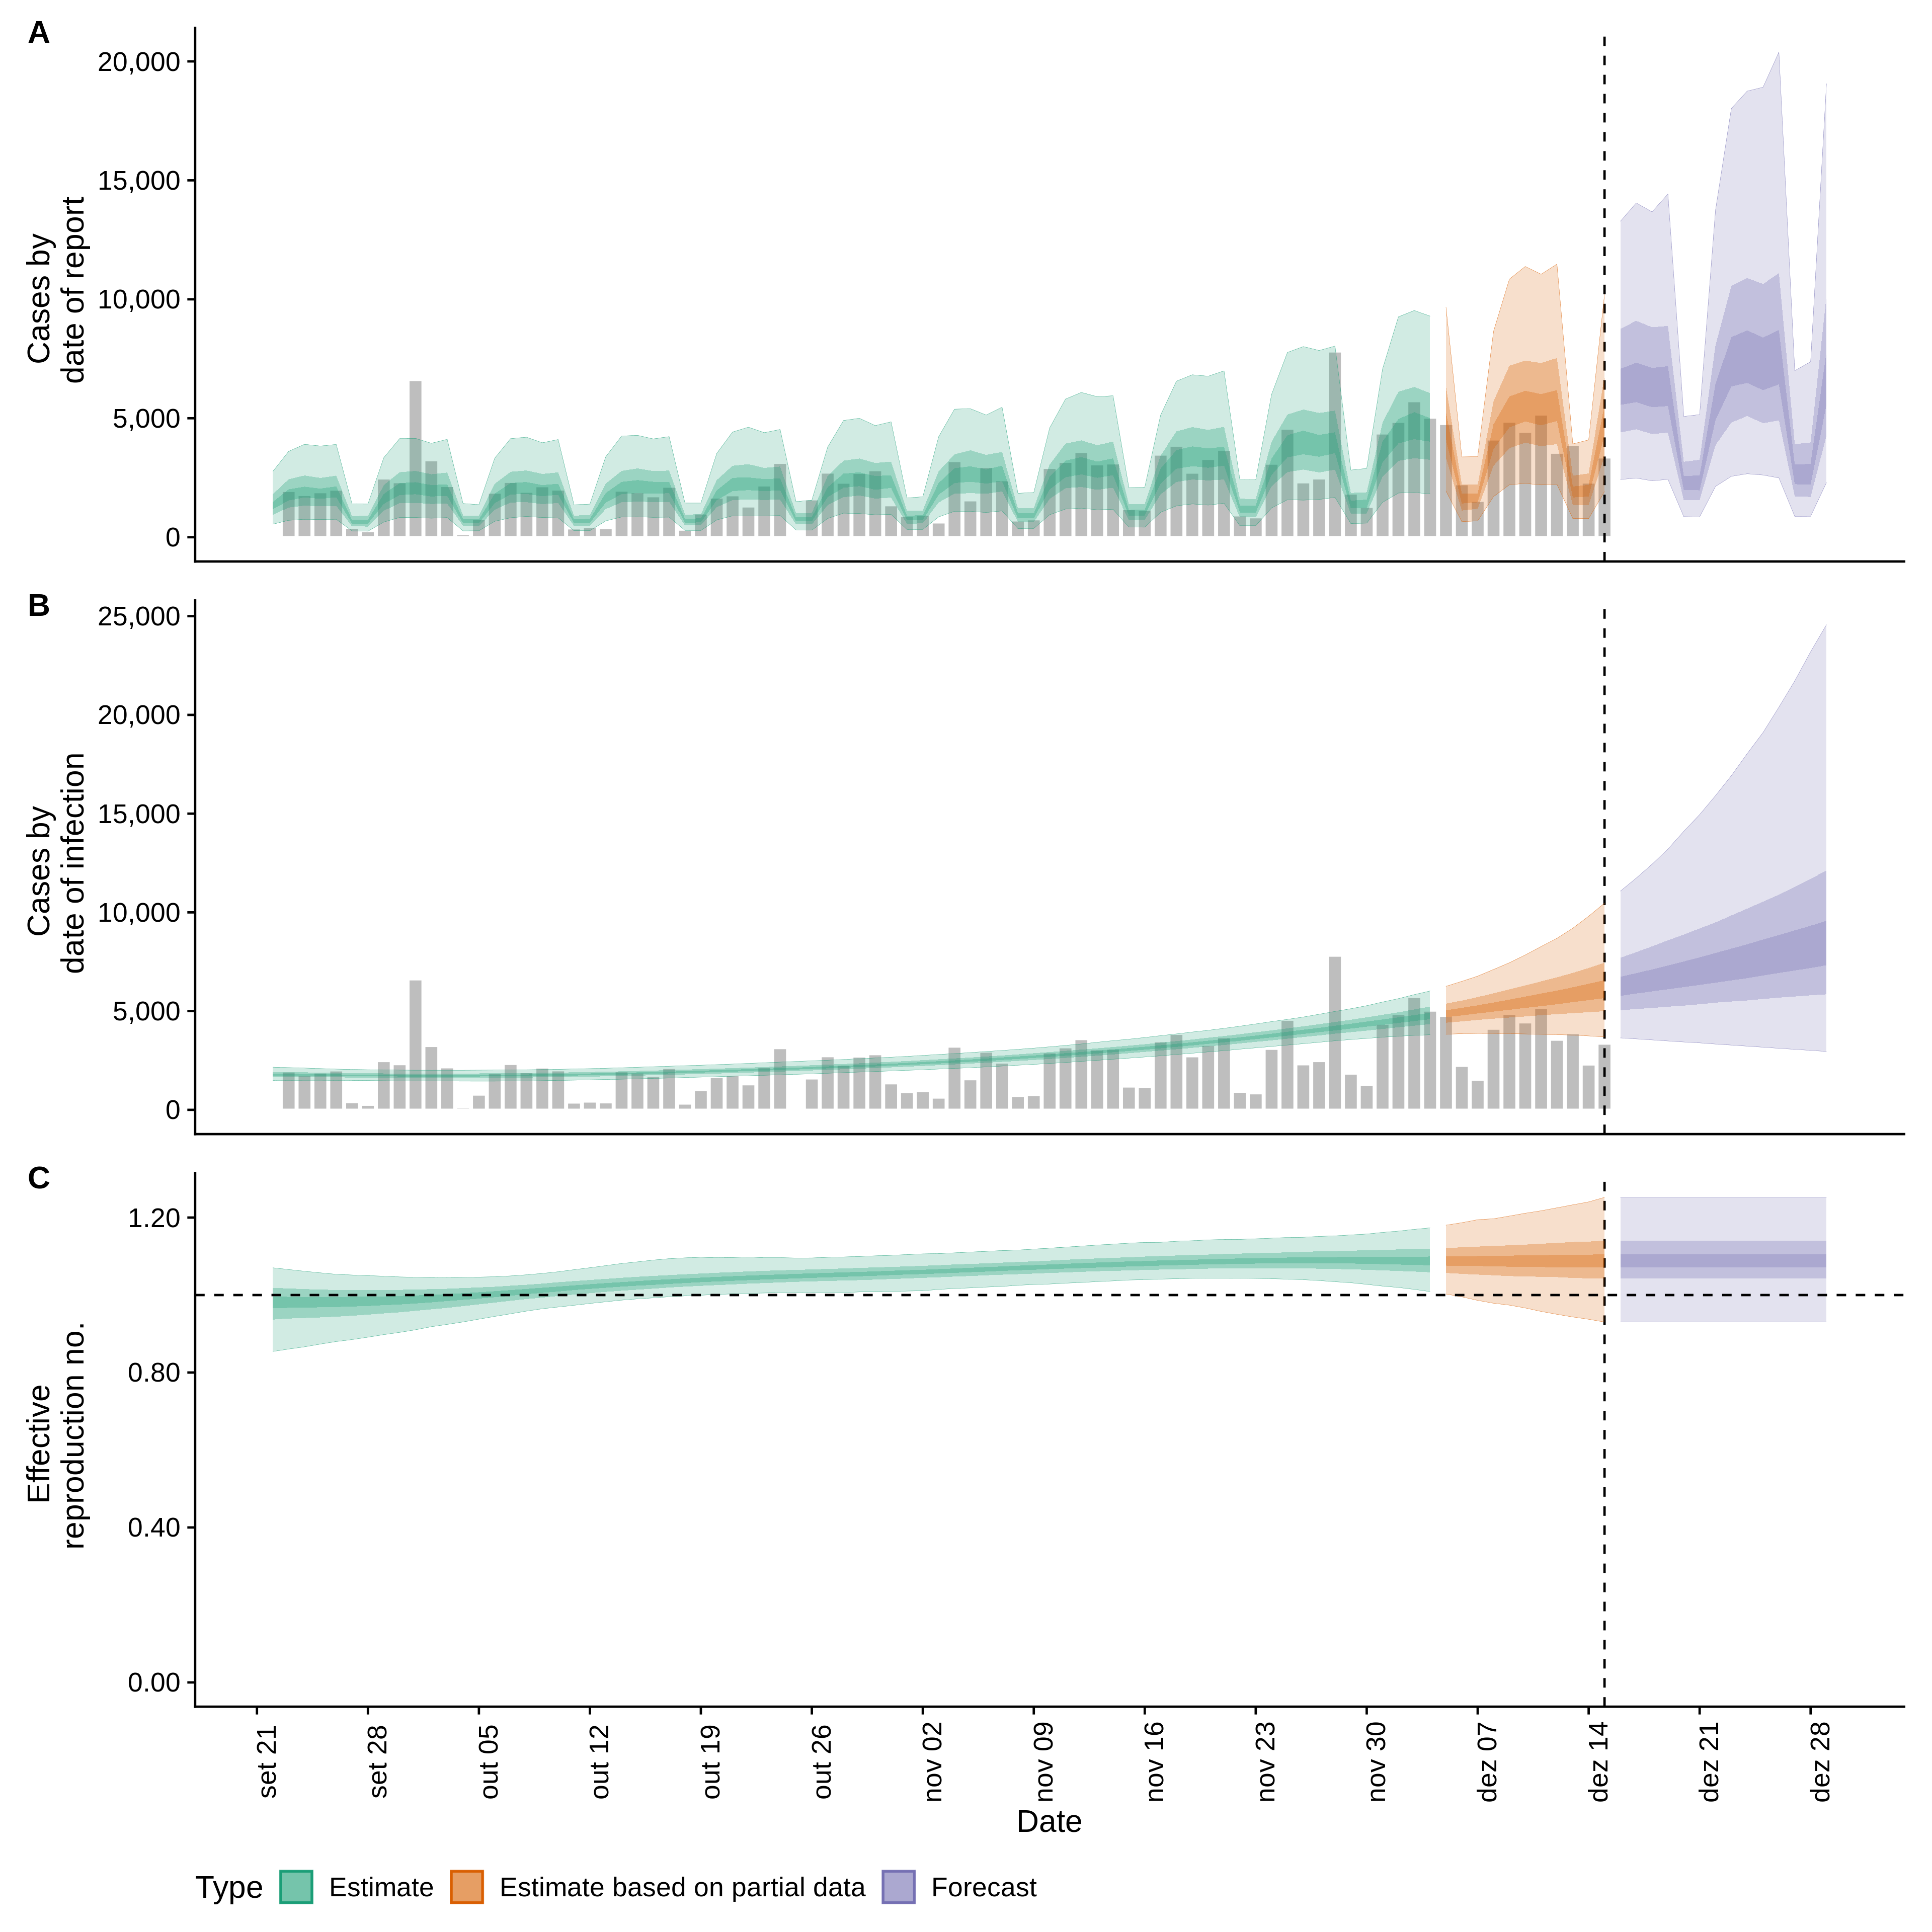 A
20,000
15,000
10,000
5,000
0
Cases by
date of report
B
25,000
20,000
15,000
10,000
5,000
0
Cases by
date of infection
C
1.20
0.80
0.40
0.00
Effective
reproduction no.
set 21
set 28
out 05
out 12
out 19
out 26
nov 02
nov 09
nov 16
nov 23
nov 30
dez 07
dez 14
dez 21
dez 28
Date
Type
Estimate
Estimate based on partial data
Forecast